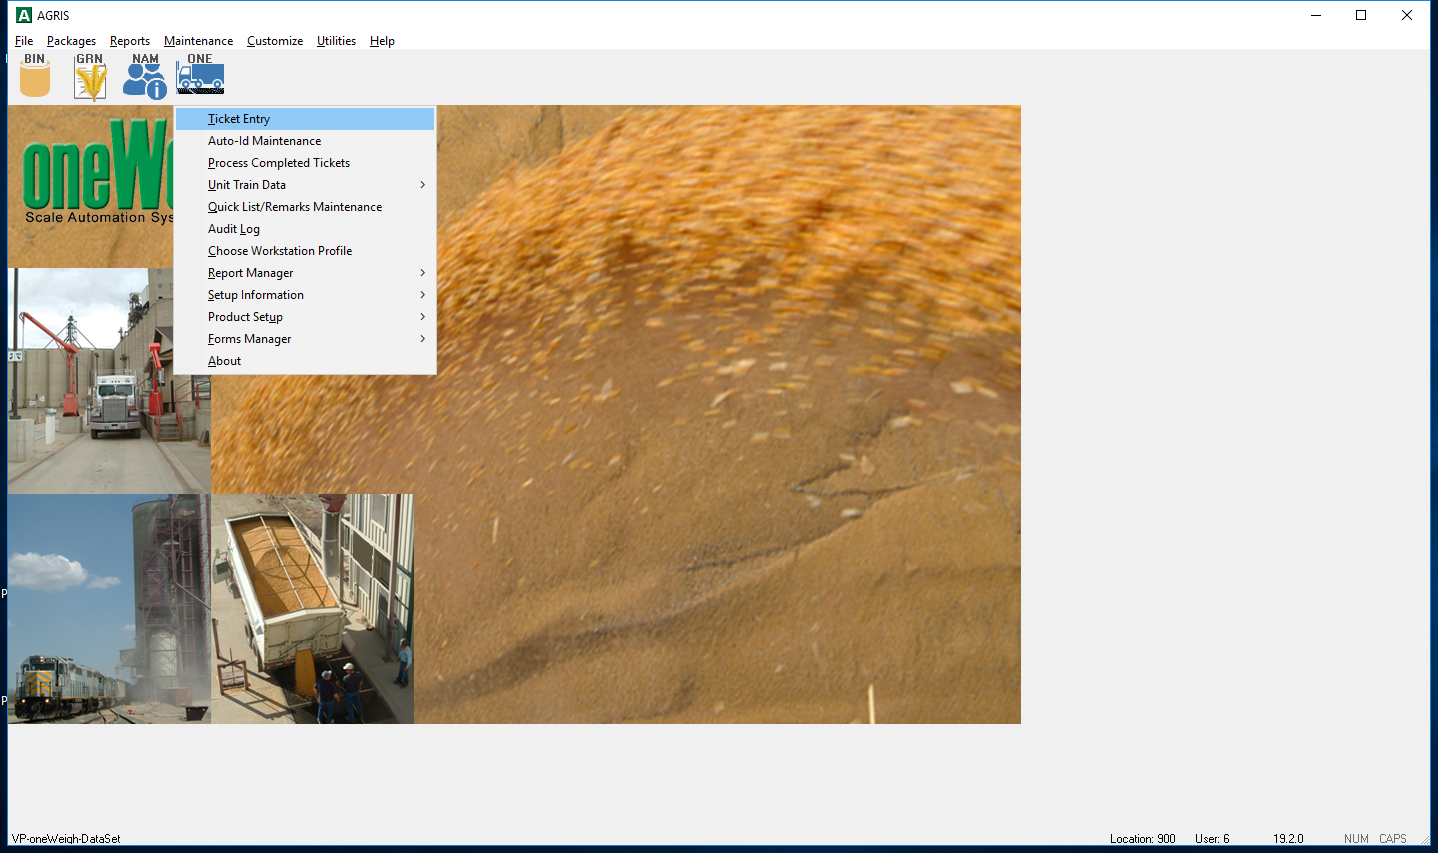 AGRIS
File Packages Reports Maintenance Customize Utilities Help
BIN GRN NAM ONE
Ticket Entry
Auto-Id Maintenance
Process Completed Tickets
Unit Train Data
Quick List/Remarks Maintenance
Audit Log
Choose Workstation Profile
Report Manager
Setup Information
Product Setup
Forms Manager
About
oneWe
Scale Automation Sys
P
P
VP-oneWeigh-DataSet Location: 900 User: 6 19.2.0 NUM CAPS